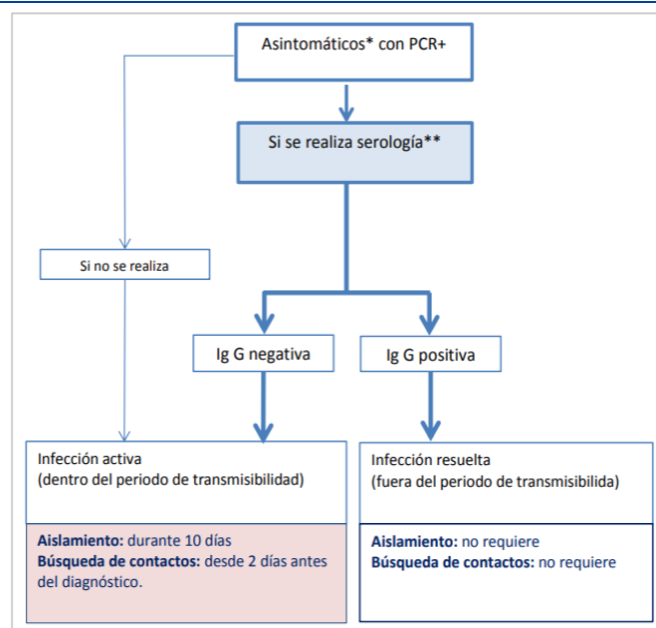 Asintomáticos* con PCR+
Si se realiza serología**
Si no se realiza
Ig G negativa
Ig G positiva
Infección activa
(dentro del periodo de transmisibilidad)
Aislamiento: durante 10 días
Búsqueda de contactos: desde 2 días antes
del diagnóstico.
Infección resuelta
(fuera del periodo de transmisibilida)
Aislamiento: no requiere
Búsqueda de contactos: no requiere